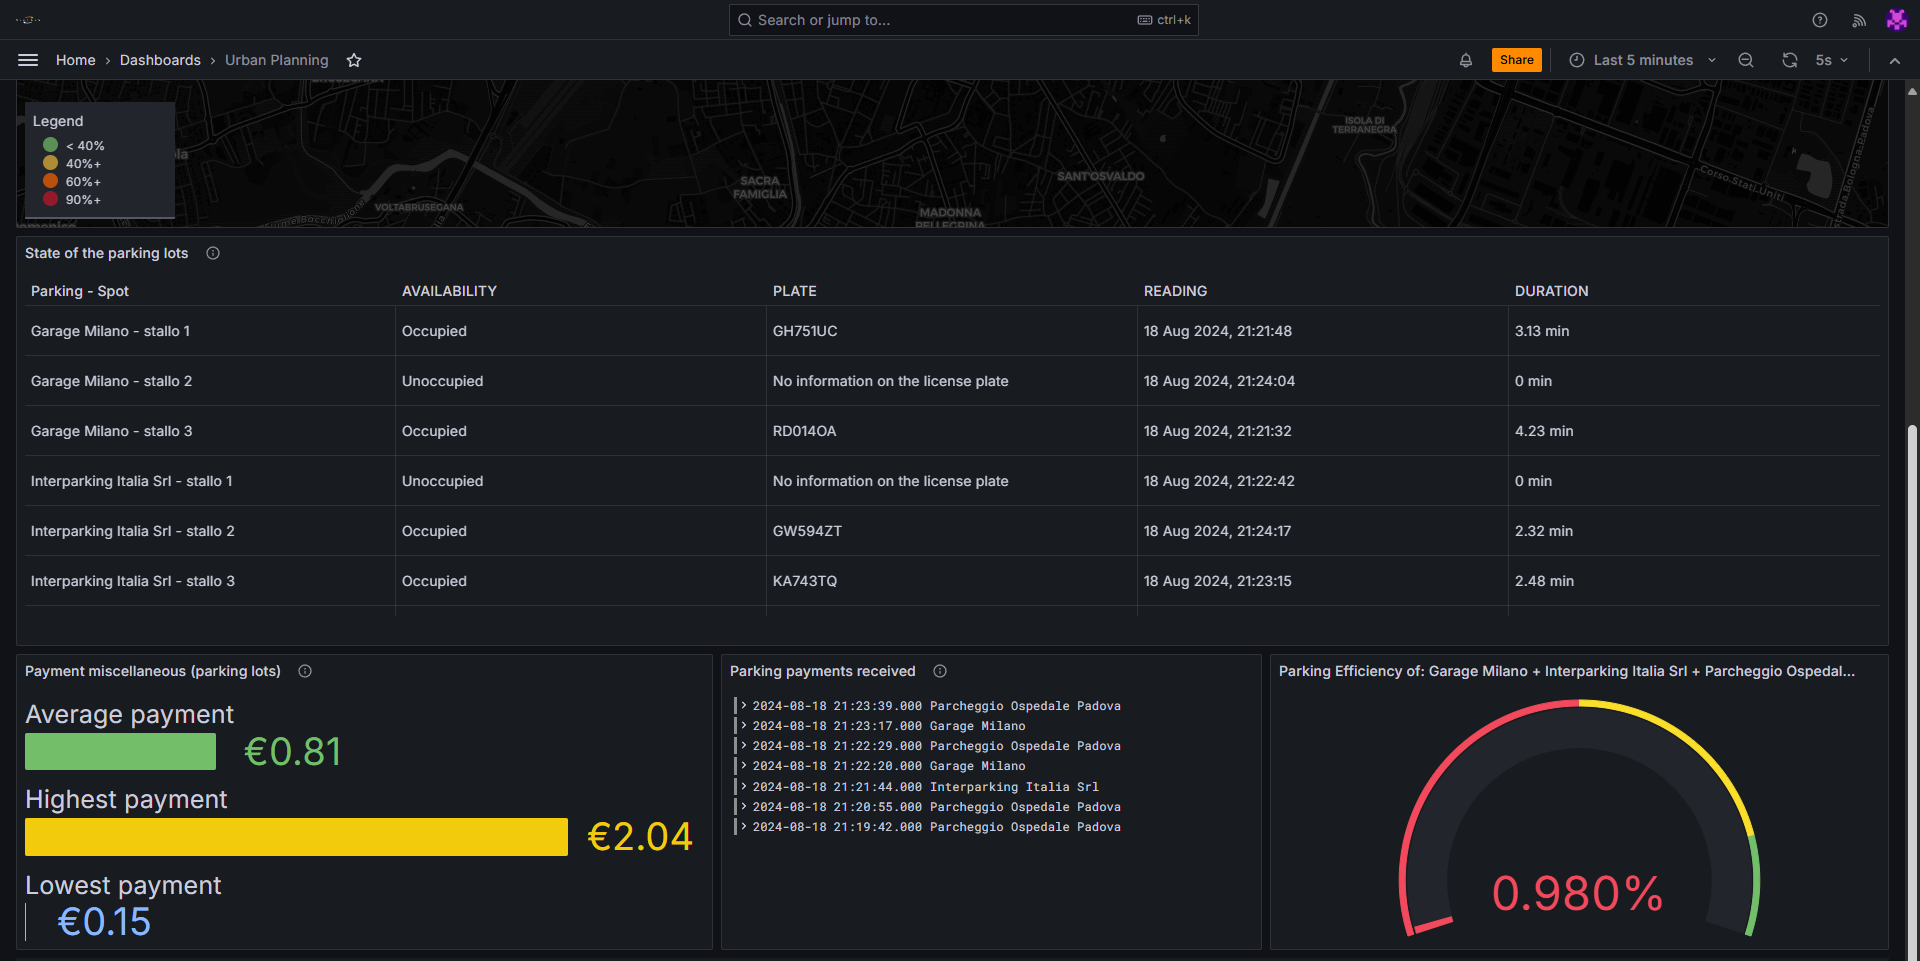 Search or jump to...
ctrl+k
Home › Dashboards › Urban Planning
Share
Last 5 minutes
5s
Legend
< 40%
40%+
60%+
90%+
VOLTABRUSEGANA
SACRA
FAMIGLIA
MADONNA
PELLEGRINA
SANT'OSVALDO
ISOLA DI
TERRANEGRA
Corso Stati Uniti
State of the parking lots
Parking - Spot AVAILABILITY PLATE READING DURATION
Garage Milano - stallo 1 Occupied GH751UC 18 Aug 2024, 21:21:48 3.13 min
Garage Milano - stallo 2 Unoccupied No information on the license plate 18 Aug 2024, 21:24:04 0 min
Garage Milano - stallo 3 Occupied RD014OA 18 Aug 2024, 21:21:32 4.23 min
Interparking Italia Srl - stallo 1 Unoccupied No information on the license plate 18 Aug 2024, 21:22:42 0 min
Interparking Italia Srl - stallo 2 Occupied GW594ZT 18 Aug 2024, 21:24:17 2.32 min
Interparking Italia Srl - stallo 3 Occupied KA743TQ 18 Aug 2024, 21:23:15 2.48 min
Payment miscellaneous (parking lots)
Average payment
€0.81
Highest payment
€2.04
Lowest payment
€0.15
Parking payments received
2024-08-18 21:23:39.000 Parcheggio Ospedale Padova
2024-08-18 21:23:17.000 Garage Milano
2024-08-18 21:22:29.000 Parcheggio Ospedale Padova
2024-08-18 21:22:20.000 Garage Milano
2024-08-18 21:21:44.000 Interparking Italia Srl
2024-08-18 21:20:55.000 Parcheggio Ospedale Padova
2024-08-18 21:19:42.000 Parcheggio Ospedale Padova
Parking Efficiency of: Garage Milano + Interparking Italia Srl + Parcheggio Ospedal...
0.980%